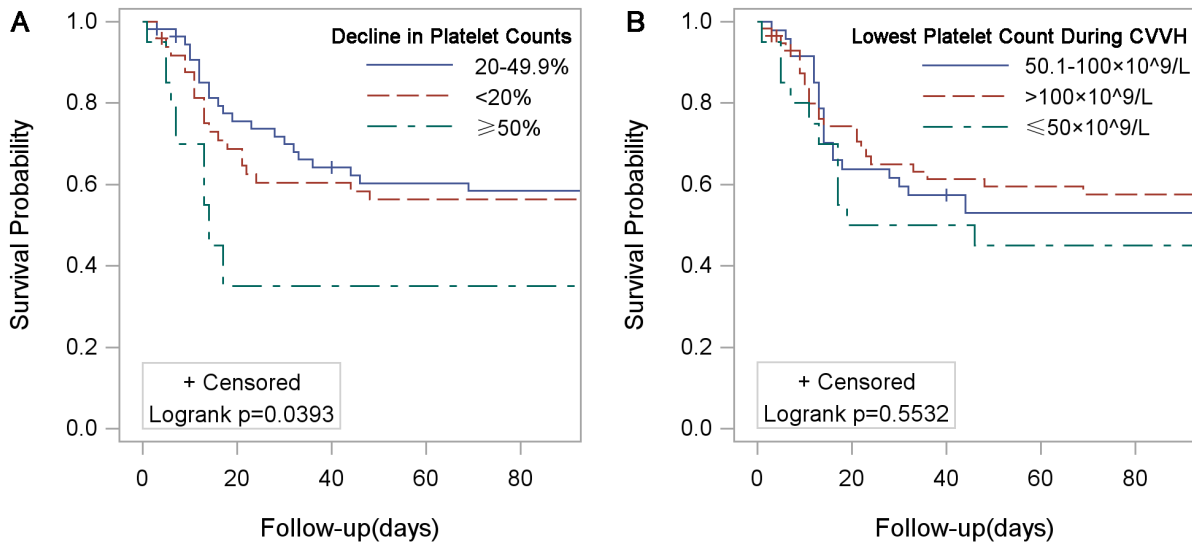 A
Decline in Platelet Counts
20-49.9%
<20%
≥50%
1.0
0.8
0.6
0.4
0.2
0.0
Survival Probability
+ Censored
Logrank p=0.0393
0 20 40 60 80
Follow-up(days)
B
Lowest Platelet Count During CVVH
50.1-100×10^9/L
>100×10^9/L
≤50×10^9/L
1.0
0.8
0.6
0.4
0.2
0.0
Survival Probability
+ Censored
Logrank p=0.5532
0 20 40 60 80
Follow-up(days)